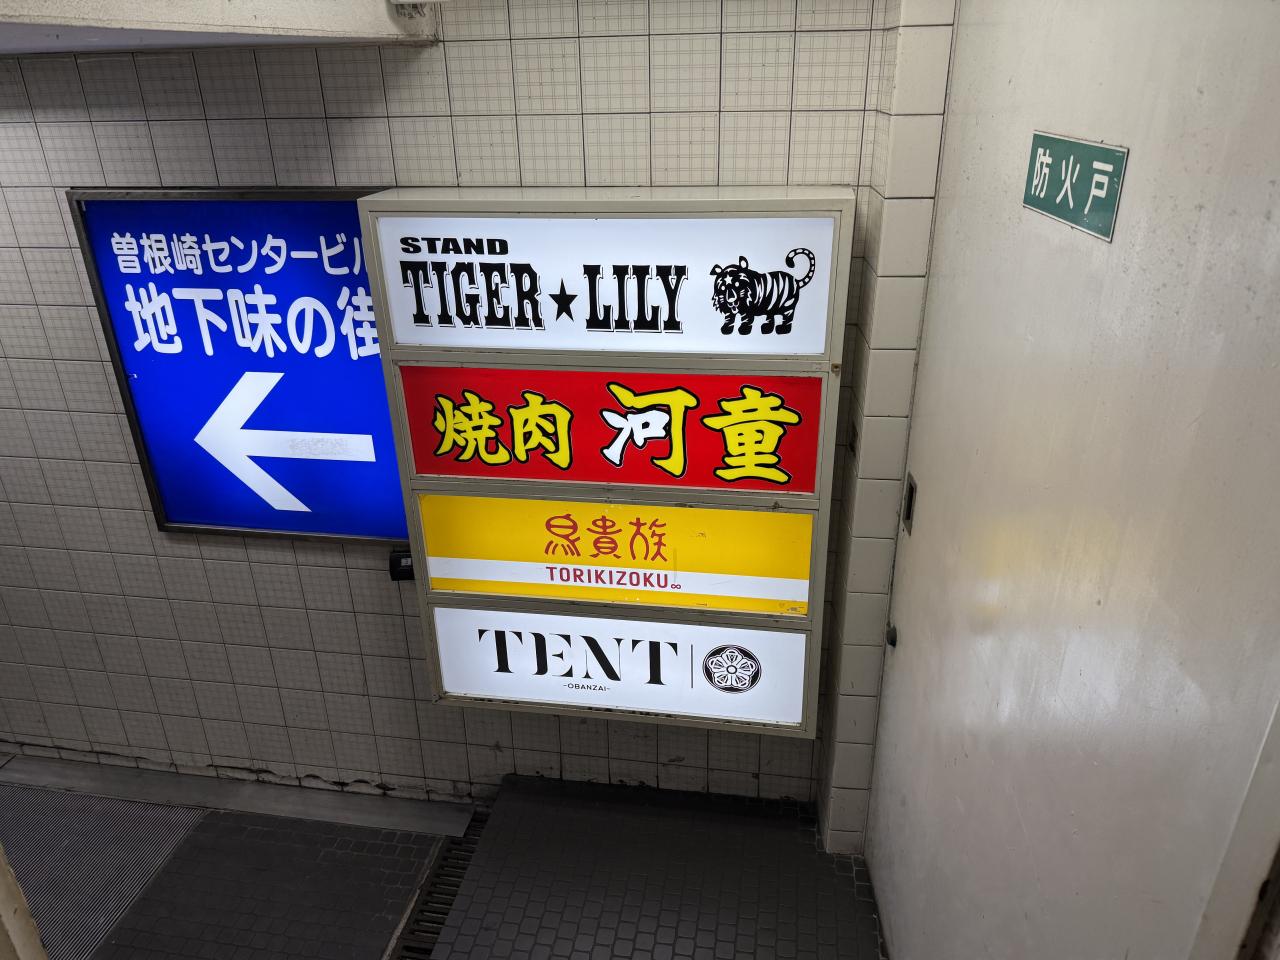 曽根崎センタービル
地下味の街
STAND
TIGER★LILY
焼肉 河童
鳥貴族
TORIKIZOKU∞
TENT
-OBANZAI-
防火戸